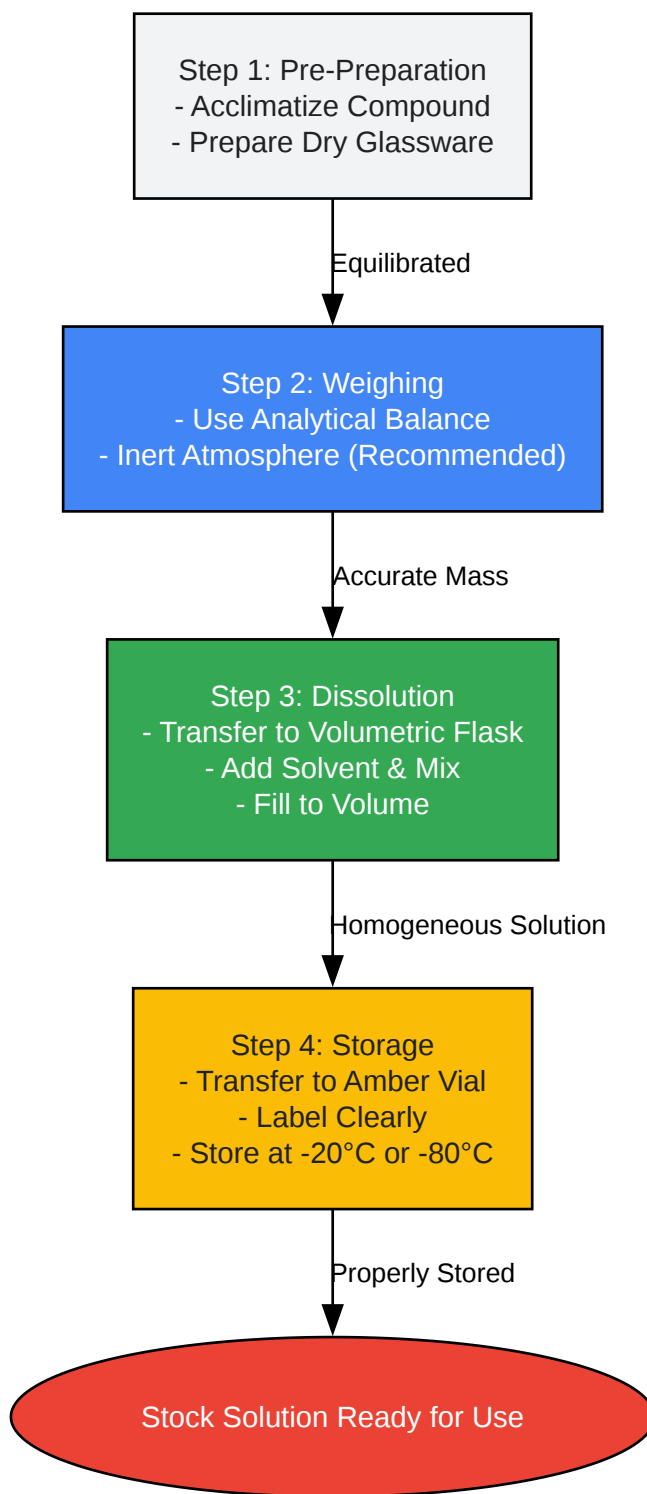 Step 1: Pre-Preparation
- Acclimatize Compound
- Prepare Dry Glassware
Equilibrated
Step 2: Weighing
- Use Analytical Balance
- Inert Atmosphere (Recommended)
Accurate Mass
Step 3: Dissolution
- Transfer to Volumetric Flask
- Add Solvent & Mix
- Fill to Volume
Homogeneous Solution
Step 4: Storage
- Transfer to Amber Vial
- Label Clearly
- Store at -20°C or -80°C
Properly Stored
Stock Solution Ready for Use